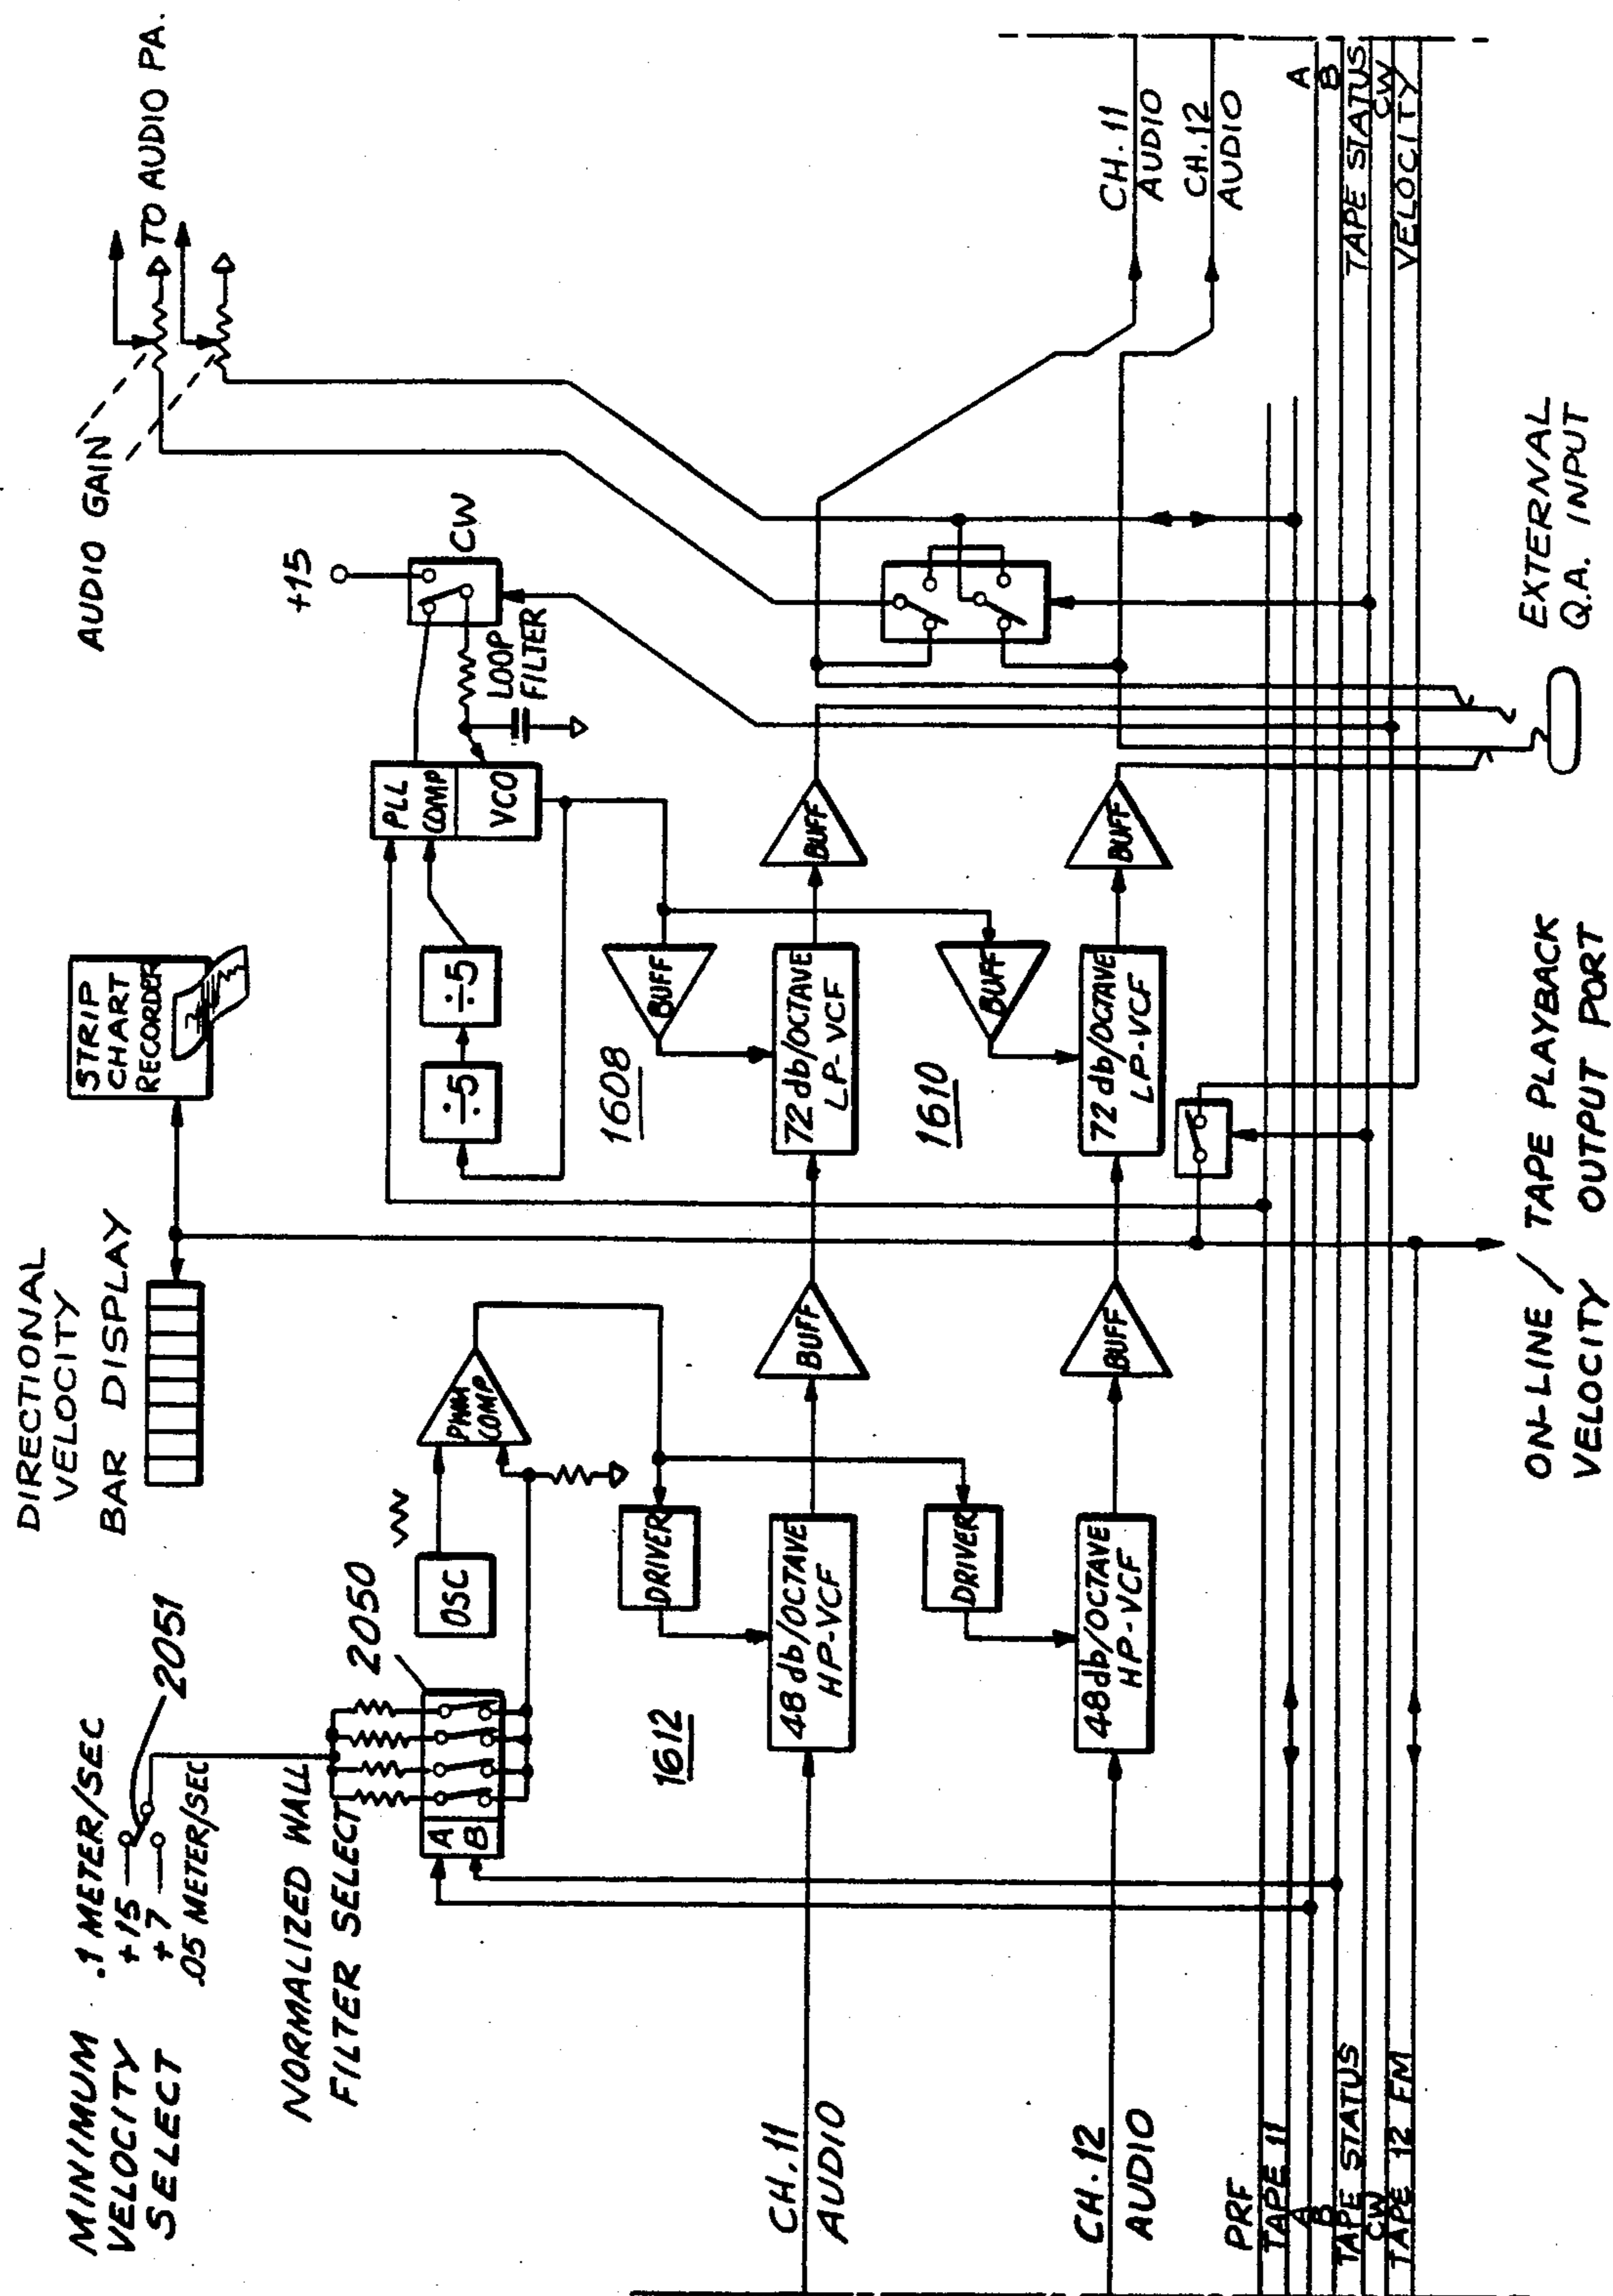 MINIMUM
VELOCITY
SELECT
.1 METER/SEC
+15
+7
.05 METER/SEC
2051
DIRECTIONAL
VELOCITY
BAR DISPLAY
STRIP
CHART
RECORDER
AUDIO GAIN
TO AUDIO PA.
NORMALIZED WALL
FILTER SELECT
2050
A
B
OSC
PWM
COMP
÷5
÷5
PLL
COMP
VCO
+15
CW
LOOP
FILTER
1612
DRIVER
DRIVER
1608
BUFF
1610
BUFF
CH.11
AUDIO
48 db/OCTAVE
HP-VCF
BUFF
72 db/OCTAVE
LP-VCF
BUFF
CH.11
AUDIO
CH.12
AUDIO
48 db/OCTAVE
HP-VCF
BUFF
72 db/OCTAVE
LP-VCF
BUFF
CH.12
AUDIO
PRF
TAPE 11
A
B
TAPE STATUS
CW
TAPE 12 FM
A
B
TAPE STATUS
CW
VELOCITY
ON-LINE / TAPE PLAYBACK
VELOCITY OUTPUT PORT
EXTERNAL
Q.A. INPUT